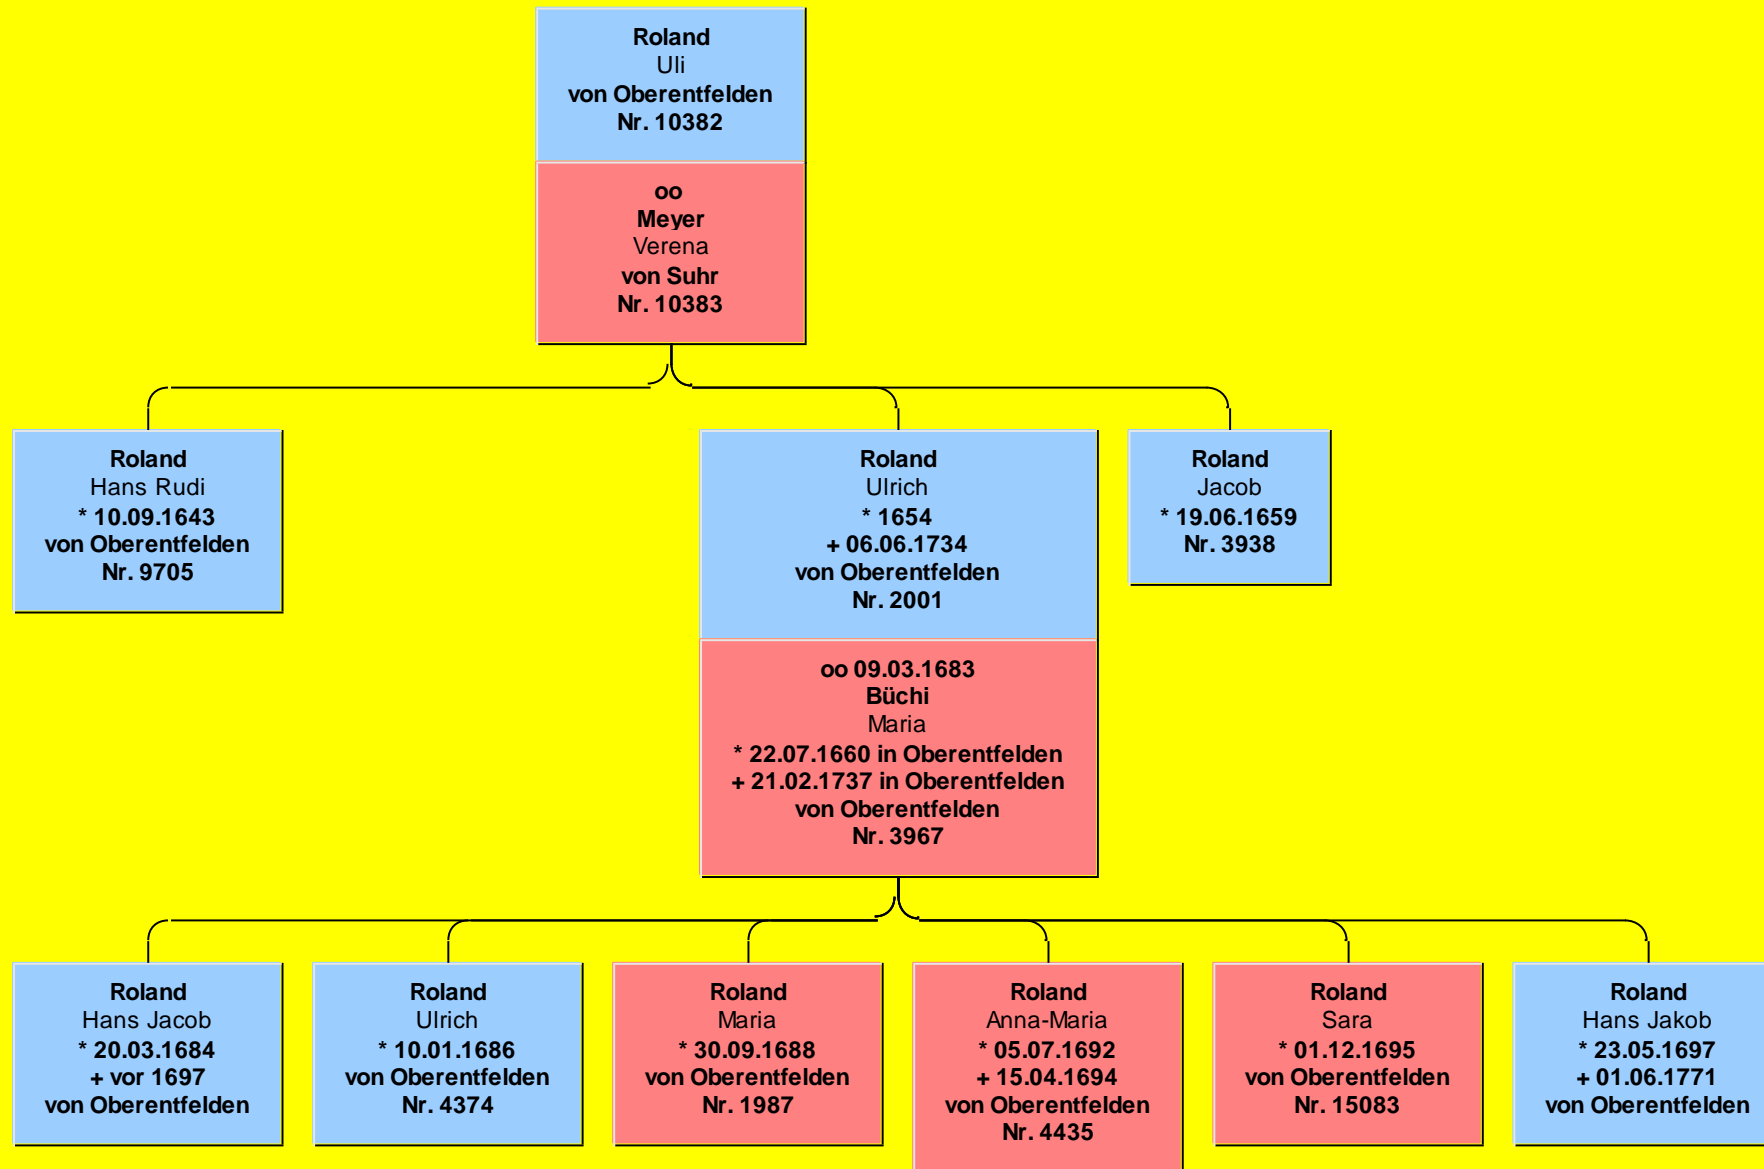 Roland
Uli
von Oberentfelden
Nr. 10382
oo
Meyer
Verena
von Suhr
Nr. 10383
Roland
Hans Rudi
* 10.09.1643
von Oberentfelden
Nr. 9705
Roland
Ulrich
* 1654
+ 06.06.1734
von Oberentfelden
Nr. 2001
oo 09.03.1683
Büchi
Maria
* 22.07.1660 in Oberentfelden
+ 21.02.1737 in Oberentfelden
von Oberentfelden
Nr. 3967
Roland
Jacob
* 19.06.1659
Nr. 3938
Roland
Hans Jacob
* 20.03.1684
+ vor 1697
von Oberentfelden
Roland
Ulrich
* 10.01.1686
von Oberentfelden
Nr. 4374
Roland
Maria
* 30.09.1688
von Oberentfelden
Nr. 1987
Roland
Anna-Maria
* 05.07.1692
+ 15.04.1694
von Oberentfelden
Nr. 4435
Roland
Sara
* 01.12.1695
von Oberentfelden
Nr. 15083
Roland
Hans Jakob
* 23.05.1697
+ 01.06.1771
von Oberentfelden